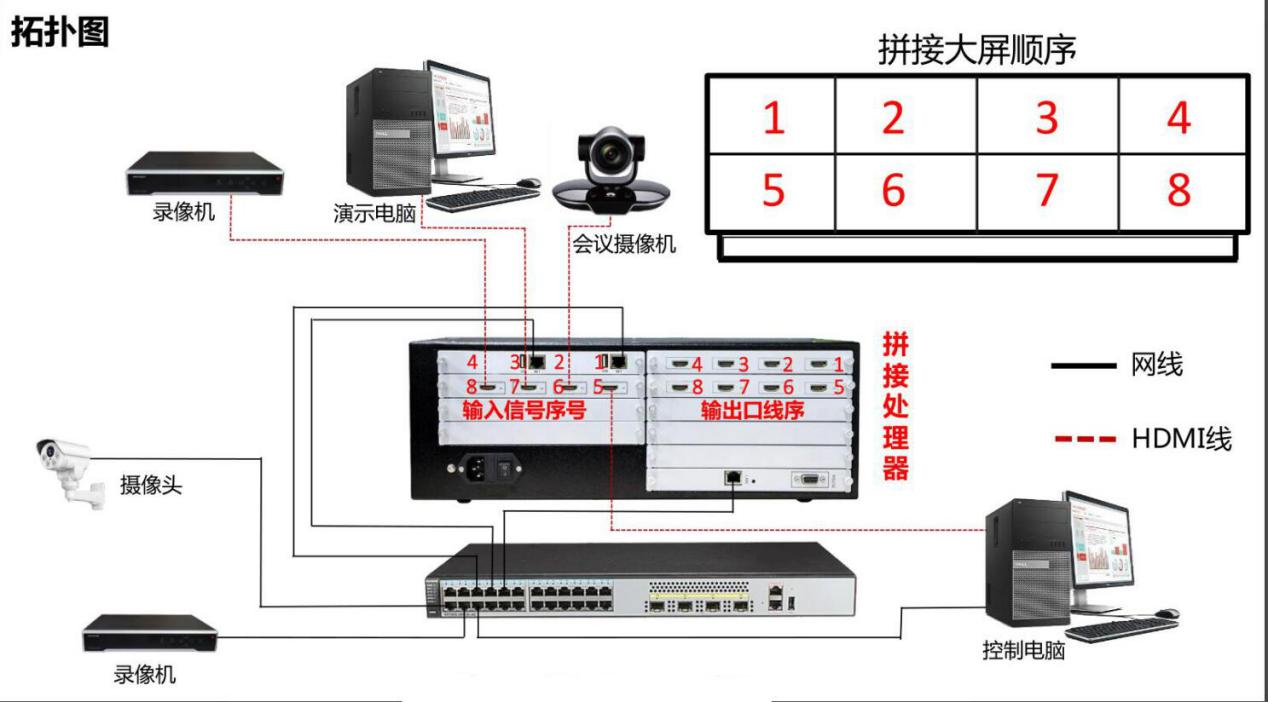 拓扑图
拼接大屏顺序
1 2 3 4
5 6 7 8
录像机
演示电脑
会议摄像机
4 3 2 1
8 7 6 5
输入信号序号
4 3 2 1
8 7 6 5
输出口线序
拼接处理器
网线
HDMI线
摄像头
录像机
控制电脑